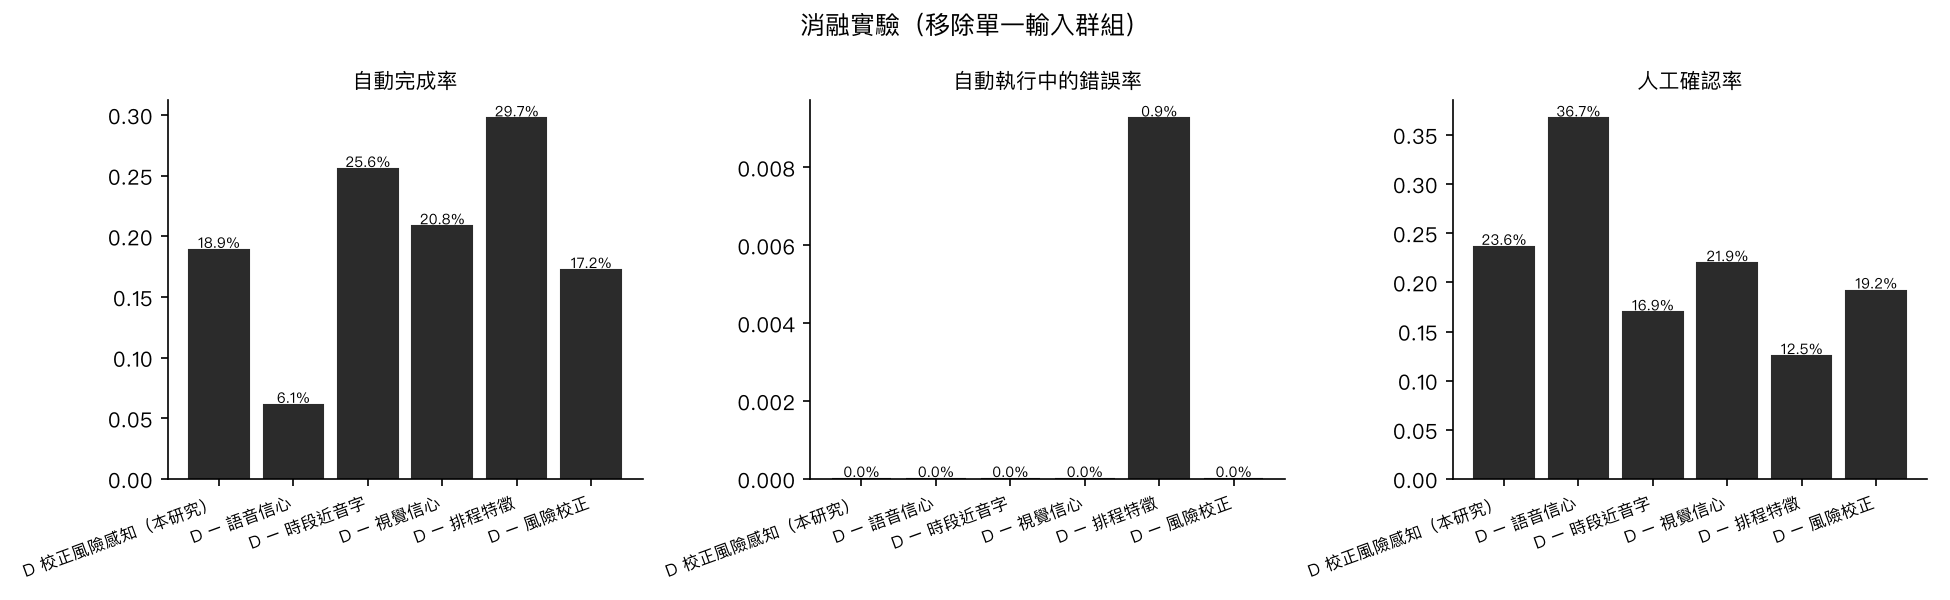 消融實驗（移除單一輸入群組）
自動完成率
0.30
0.25
0.20
0.15
0.10
0.05
0.00
18.9%
6.1%
25.6%
20.8%
29.7%
17.2%
D 校正風險感知（本研究）
D − 語音信心
D − 時段近音字
D − 視覺信心
D − 排程特徵
D − 風險校正
自動執行中的錯誤率
0.008
0.006
0.004
0.002
0.000
0.0%
0.0%
0.0%
0.0%
0.9%
0.0%
D 校正風險感知（本研究）
D − 語音信心
D − 時段近音字
D − 視覺信心
D − 排程特徵
D − 風險校正
人工確認率
0.35
0.30
0.25
0.20
0.15
0.10
0.05
0.00
23.6%
36.7%
16.9%
21.9%
12.5%
19.2%
D 校正風險感知（本研究）
D − 語音信心
D − 時段近音字
D − 視覺信心
D − 排程特徵
D − 風險校正